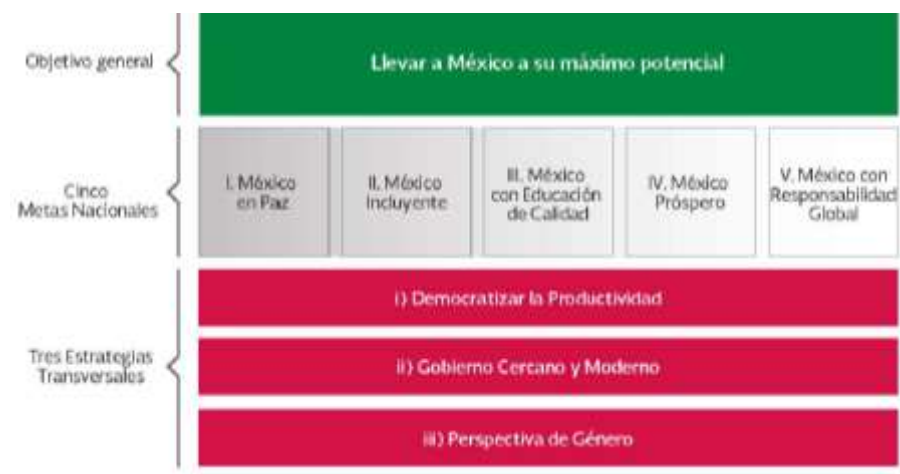 Objetivo general
Llevar a México a su máximo potencial
Cinco
Metas Nacionales
I. México
en Paz
II. México
Incluyente
III. México
con Educación
de Calidad
IV. México
Próspero
V. México con
Responsabilidad
Global
Tres Estrategias
Transversales
i) Democratizar la Productividad
ii) Gobierno Cercano y Moderno
iii) Perspectiva de Género